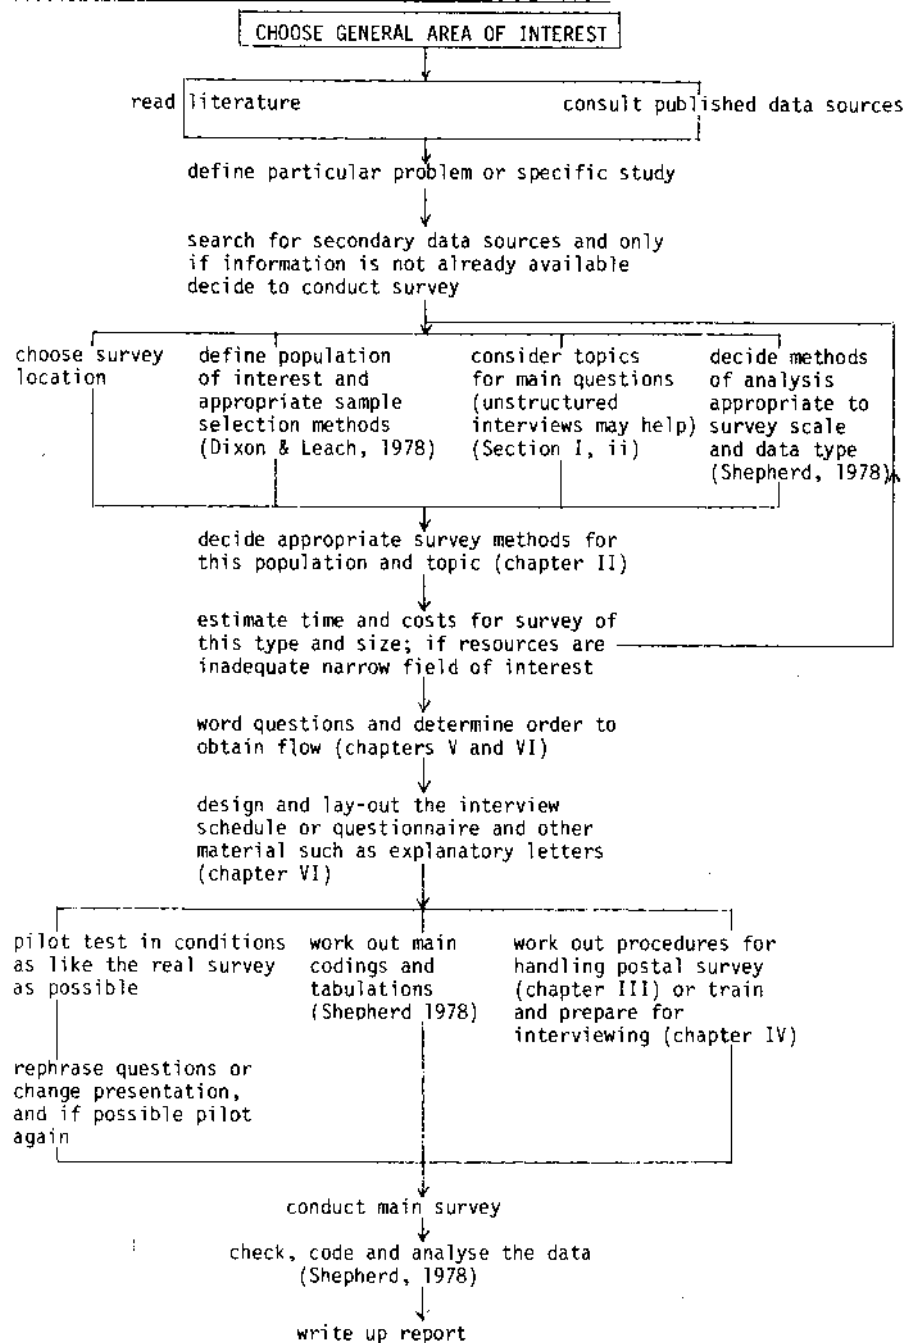 CHOOSE GENERAL AREA OF INTEREST
read literature
consult published data sources
define particular problem or specific study
search for secondary data sources and only
if information is not already available
decide to conduct survey
choose survey
location
define population
of interest and
appropriate sample
selection methods
(Dixon & Leach, 1978)
consider topics
for main questions
(unstructured
interviews may help)
(Section I, ii)
decide methods
of analysis
appropriate to
survey scale
and data type
(Shepherd, 1978)
decide appropriate survey methods for
this population and topic (chapter II)
estimate time and costs for survey of
this type and size; if resources are
inadequate narrow field of interest
word questions and determine order to
obtain flow (chapters V and VI)
design and lay-out the interview
schedule or questionnaire and other
material such as explanatory letters
(chapter VI)
pilot test in conditions
as like the real survey
as possible
rephrase questions or
change presentation,
and if possible pilot
again
work out main
codings and
tabulations
(Shepherd 1978)
work out procedures for
handling postal survey
(chapter III) or train
and prepare for
interviewing (chapter IV)
conduct main survey
check, code and analyse the data
(Shepherd, 1978)
write up report